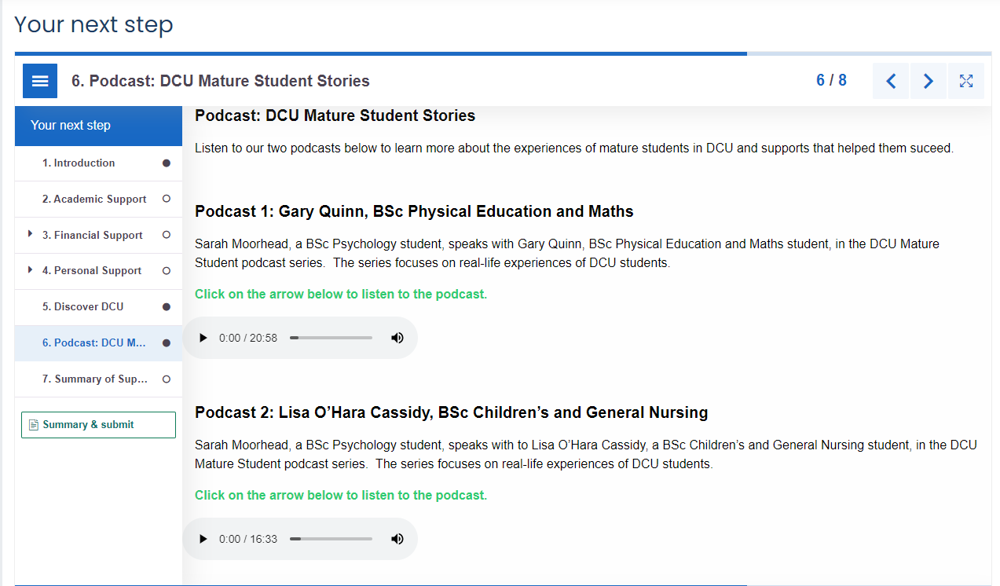 Your next step
6. Podcast: DCU Mature Student Stories
6 / 8
Your next step
1. Introduction
2. Academic Support
3. Financial Support
4. Personal Support
5. Discover DCU
6. Podcast: DCU M...
7. Summary of Sup...
Summary & submit
Podcast: DCU Mature Student Stories
Listen to our two podcasts below to learn more about the experiences of mature students in DCU and supports that helped them suceed.
Podcast 1: Gary Quinn, BSc Physical Education and Maths
Sarah Moorhead, a BSc Psychology student, speaks with Gary Quinn, BSc Physical Education and Maths student, in the DCU Mature
Student podcast series.  The series focuses on real-life experiences of DCU students.
Click on the arrow below to listen to the podcast.
0:00 / 20:58
Podcast 2: Lisa O’Hara Cassidy, BSc Children’s and General Nursing
Sarah Moorhead, a BSc Psychology student, speaks with to Lisa O’Hara Cassidy, a BSc Children’s and General Nursing student, in the DCU
Mature Student podcast series.  The series focuses on real-life experiences of DCU students.
Click on the arrow below to listen to the podcast.
0:00 / 16:33